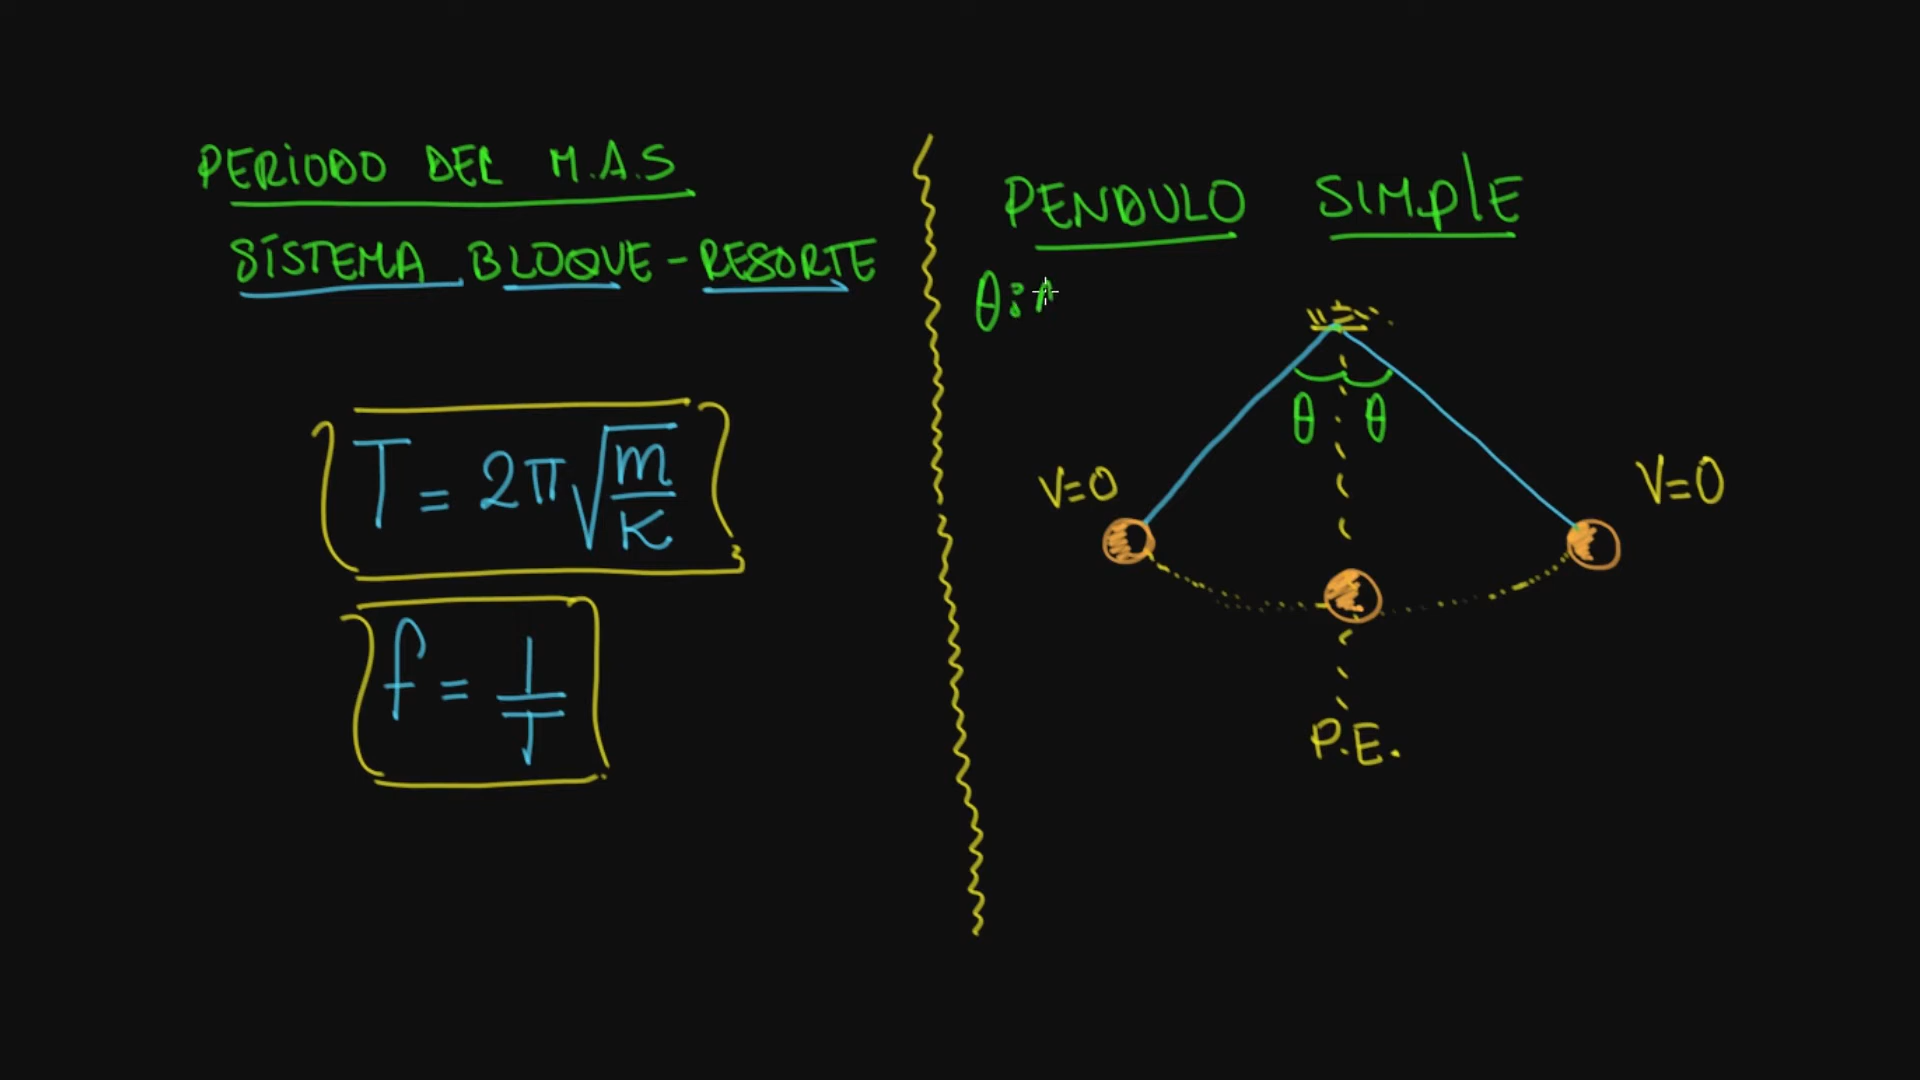 PERIODO DEL M.A.S
SISTEMA BLOQUE-RESORTE
T = 2π√(m/K)
f = 1/T
PENDULO SIMPLE
θ:
θ θ
V=0
V=0
P.E.